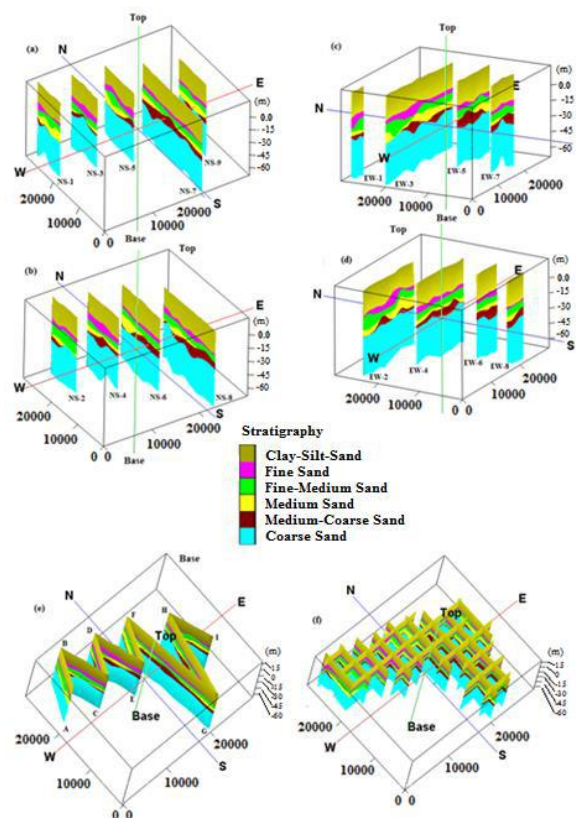 Top
(a)
N
E
(m)
0.0
-15
-30
-45
-60
W
NS-1
NS-3
NS-5
NS-7
NS-9
S
20000
10000
0 0
10000
20000
Base
(c)
(m)
E
0.0
-15
-30
-45
-60
N
W
S
EW-1
EW-3
EW-5
EW-7
20000
10000
Base
0 0
10000
20000
Top
(b)
N
E
(m)
0.0
-15
-30
-45
-60
W
NS-2
NS-4
NS-6
NS-8
S
20000
10000
0 0
Base
10000
20000
Top
(d)
(m)
E
0.0
-15
-30
-45
-60
N
W
S
EW-2
EW-4
EW-6
EW-8
20000
10000
0 0
10000
20000
Stratigraphy
Clay-Silt-Sand
Fine Sand
Fine-Medium Sand
Medium Sand
Medium-Coarse Sand
Coarse Sand
(e)
Base
N
E
F
H
B
D
Top
I
(m)
15
0
-15
-30
-45
-60
A
C
E
Base
G
20000
W
S
10000
0 0
10000
20000
(f)
N
Top
E
(m)
15
0
-15
-30
-45
-60
Base
20000
W
S
10000
0 0
10000
20000